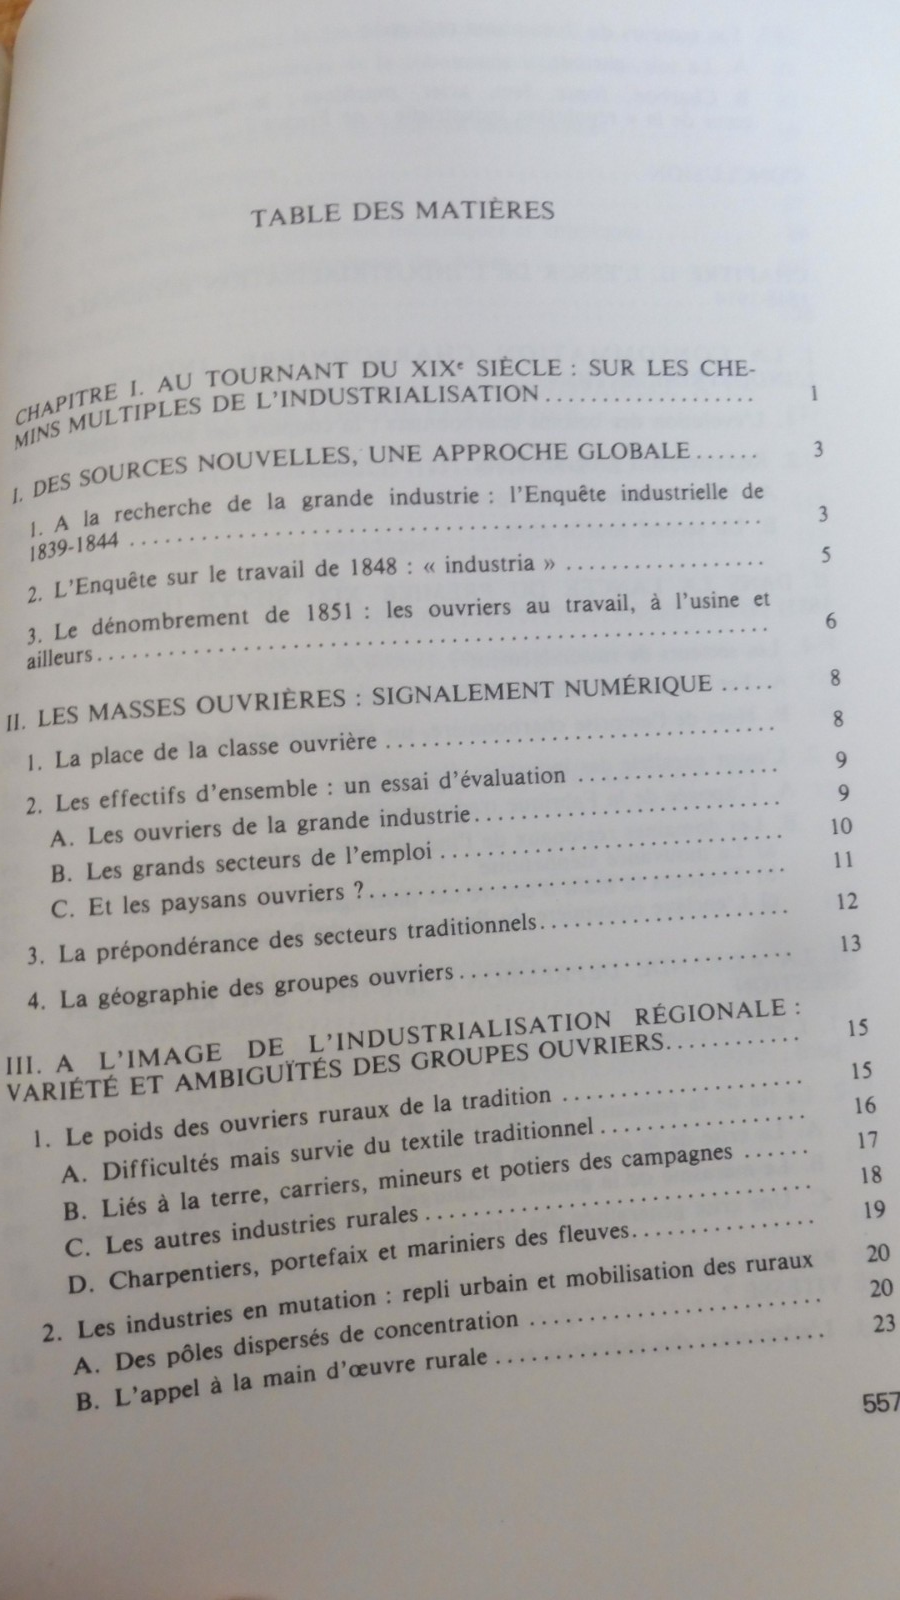 TABLE DES MATIÈRES
CHAPITRE I. AU TOURNANT DU XIXe SIÈCLE : SUR LES CHE-
MINS MULTIPLES DE L'INDUSTRIALISATION .................... 1
I. DES SOURCES NOUVELLES, UNE APPROCHE GLOBALE ...... 3
1. A la recherche de la grande industrie : l'Enquête industrielle de
1839-1844 .................... 3
2. L'Enquête sur le travail de 1848 : « industria » .................... 5
3. Le dénombrement de 1851 : les ouvriers au travail, à l'usine et
ailleurs .................... 6
II. LES MASSES OUVRIÈRES : SIGNALEMENT NUMÉRIQUE ..... 8
1. La place de la classe ouvrière .................... 8
2. Les effectifs d'ensemble : un essai d'évaluation .................... 9
A. Les ouvriers de la grande industrie .................... 9
B. Les grands secteurs de l'emploi .................... 10
C. Et les paysans ouvriers ? .................... 11
3. La prépondérance des secteurs traditionnels .................... 12
4. La géographie des groupes ouvriers .................... 13
III. A L'IMAGE DE L'INDUSTRIALISATION RÉGIONALE :
VARIÉTÉ ET AMBIGUÏTÉS DES GROUPES OUVRIERS ............ 15
1. Le poids des ouvriers ruraux de la tradition .................... 15
A. Difficultés mais survie du textile traditionnel .................... 16
B. Liés à la terre, carriers, mineurs et potiers des campagnes ...... 17
C. Les autres industries rurales .................... 18
D. Charpentiers, portefaix et mariniers des fleuves .................... 19
2. Les industries en mutation : repli urbain et mobilisation des ruraux 20
A. Des pôles dispersés de concentration .................... 20
B. L'appel à la main d'œuvre rurale .................... 23
557